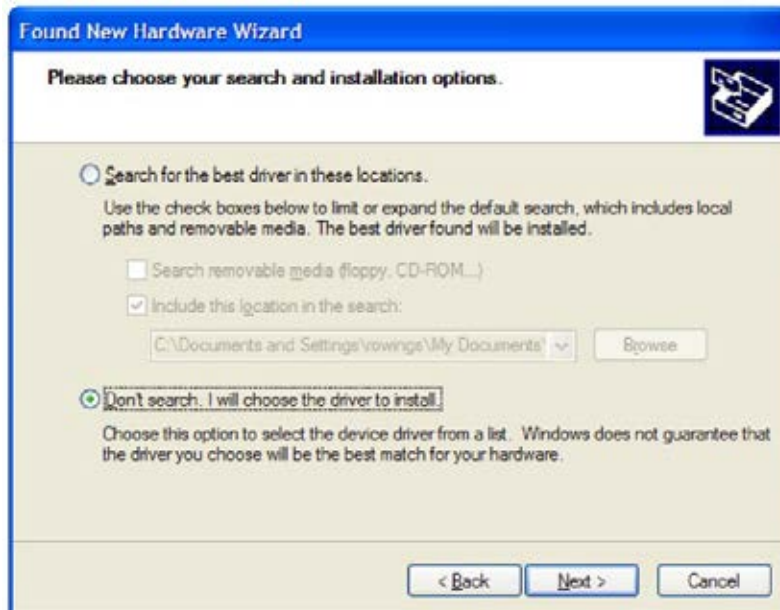 Found New Hardware Wizard
Please choose your search and installation options.
Search for the best driver in these locations.
Use the check boxes below to limit or expand the default search, which includes local
paths and removable media. The best driver found will be installed.
Search removable media (floppy, CD-ROM...)
Include this location in the search:
C:\Documents and Settings\vowings\My Documents\ Browse
Don't search. I will choose the driver to install.
Choose this option to select the device driver from a list. Windows does not guarantee that
the driver you choose will be the best match for your hardware.
< Back Next > Cancel